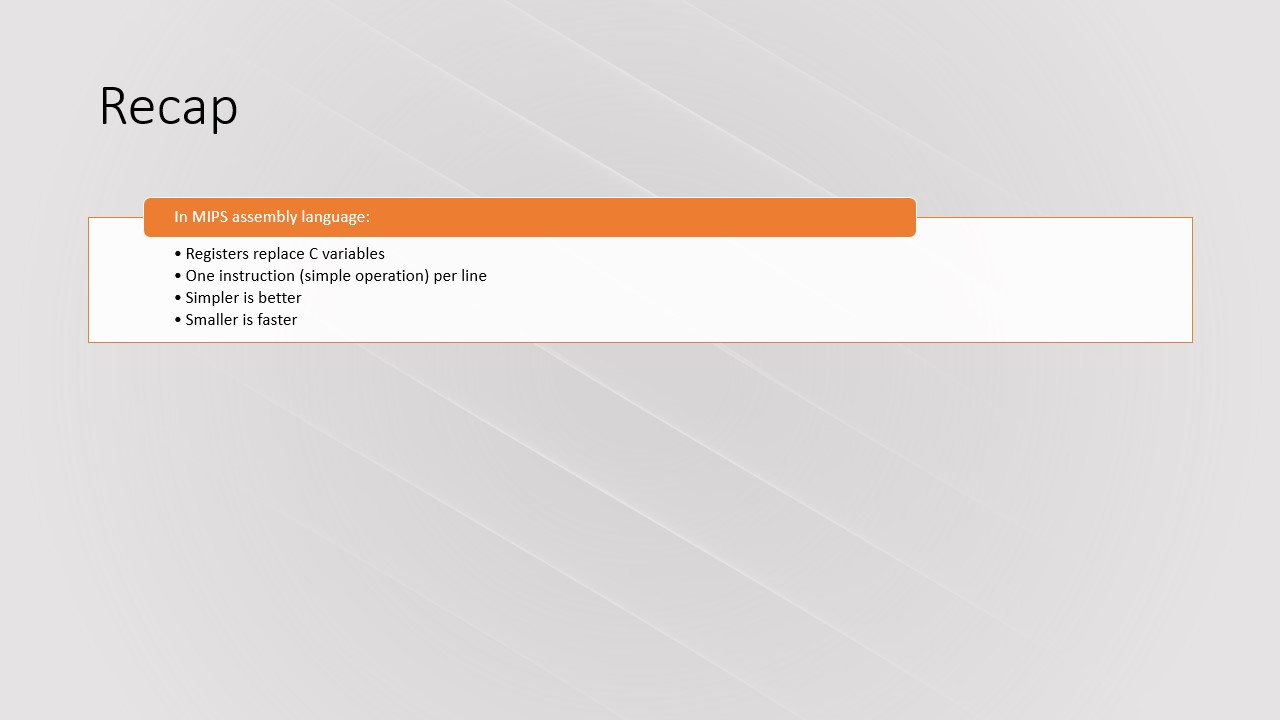 Recap
In MIPS assembly language:
• Registers replace C variables
• One instruction (simple operation) per line
• Simpler is better
• Smaller is faster